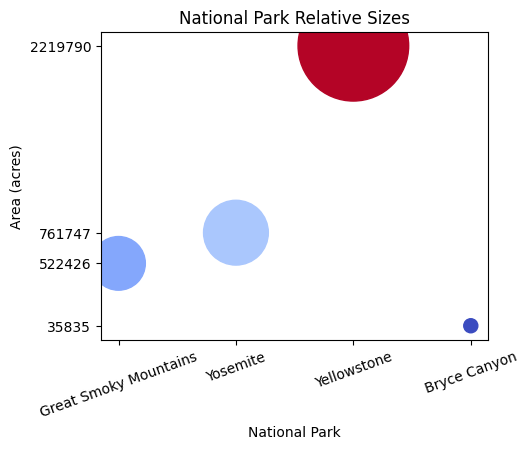 National Park Relative Sizes
Area (acres)
2219790
761747
522426
35835
Great Smoky Mountains
Yosemite
Yellowstone
Bryce Canyon
National Park